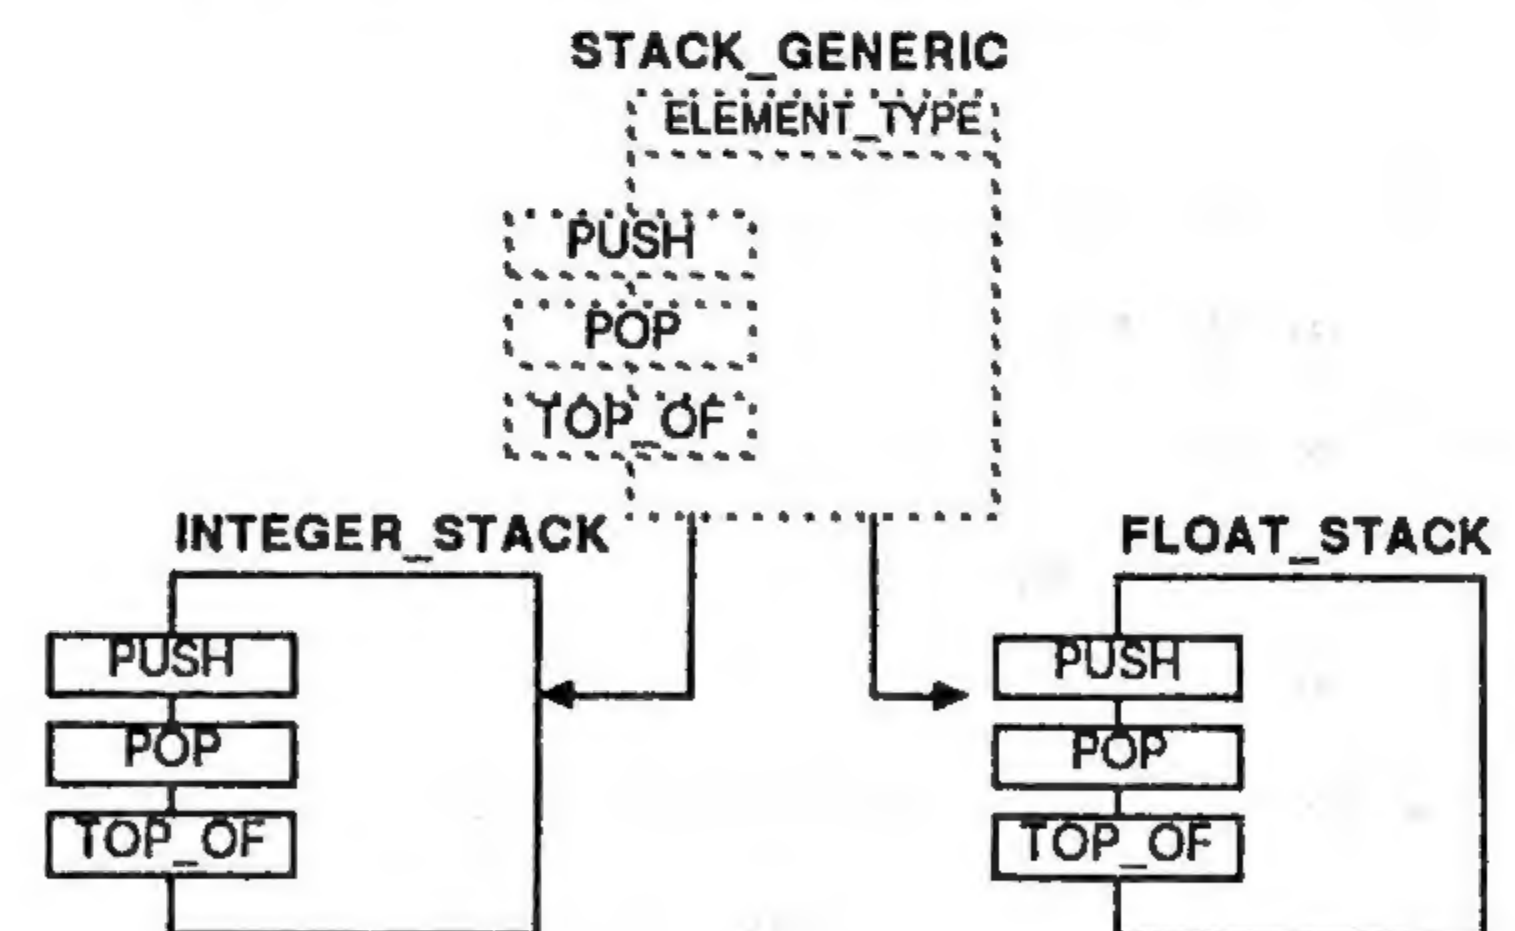 STACK_GENERIC
ELEMENT_TYPE
PUSH
POP
TOP_OF
INTEGER_STACK
PUSH
POP
TOP_OF
FLOAT_STACK
PUSH
POP
TOP_OF